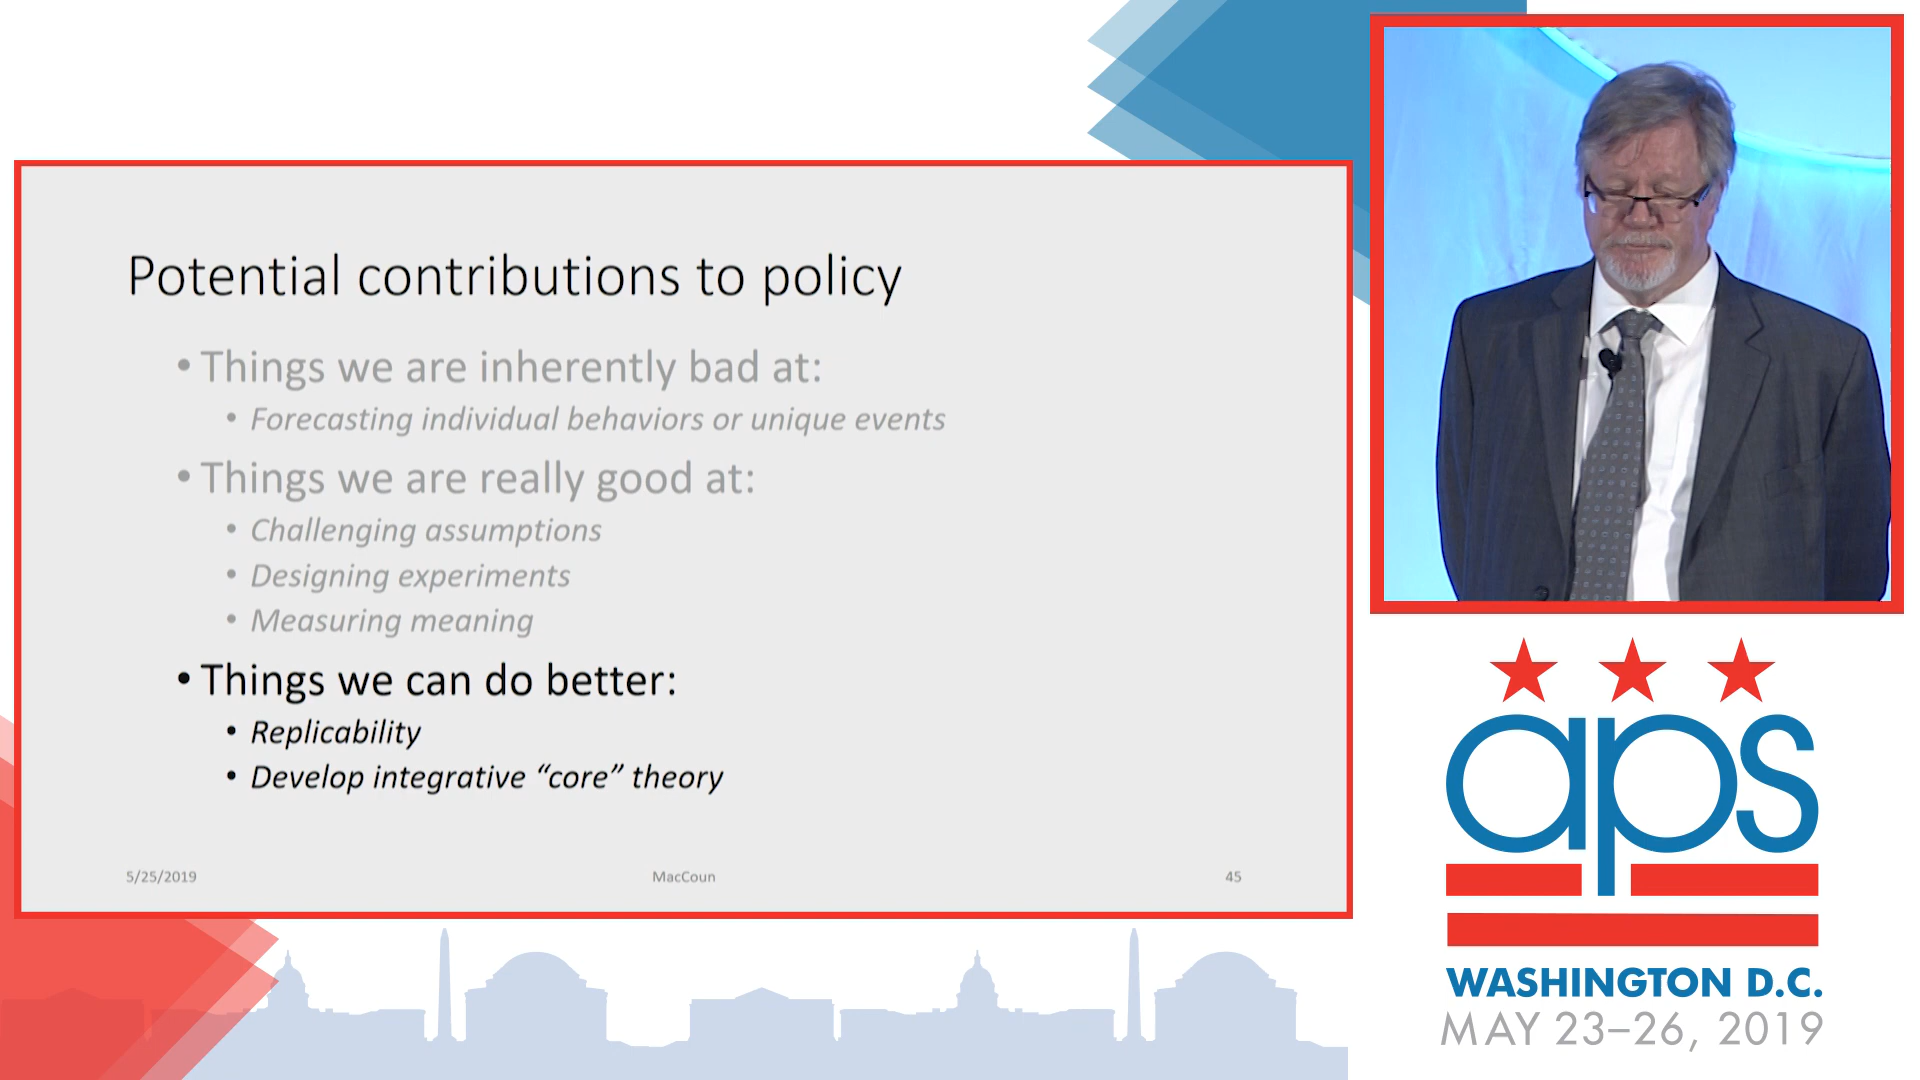 Potential contributions to policy
• Things we are inherently bad at:
• Forecasting individual behaviors or unique events
• Things we are really good at:
• Challenging assumptions
• Designing experiments
• Measuring meaning
• Things we can do better:
• Replicability
• Develop integrative “core” theory
5/25/2019
MacCoun
45
aps
WASHINGTON D.C.
MAY 23–26, 2019